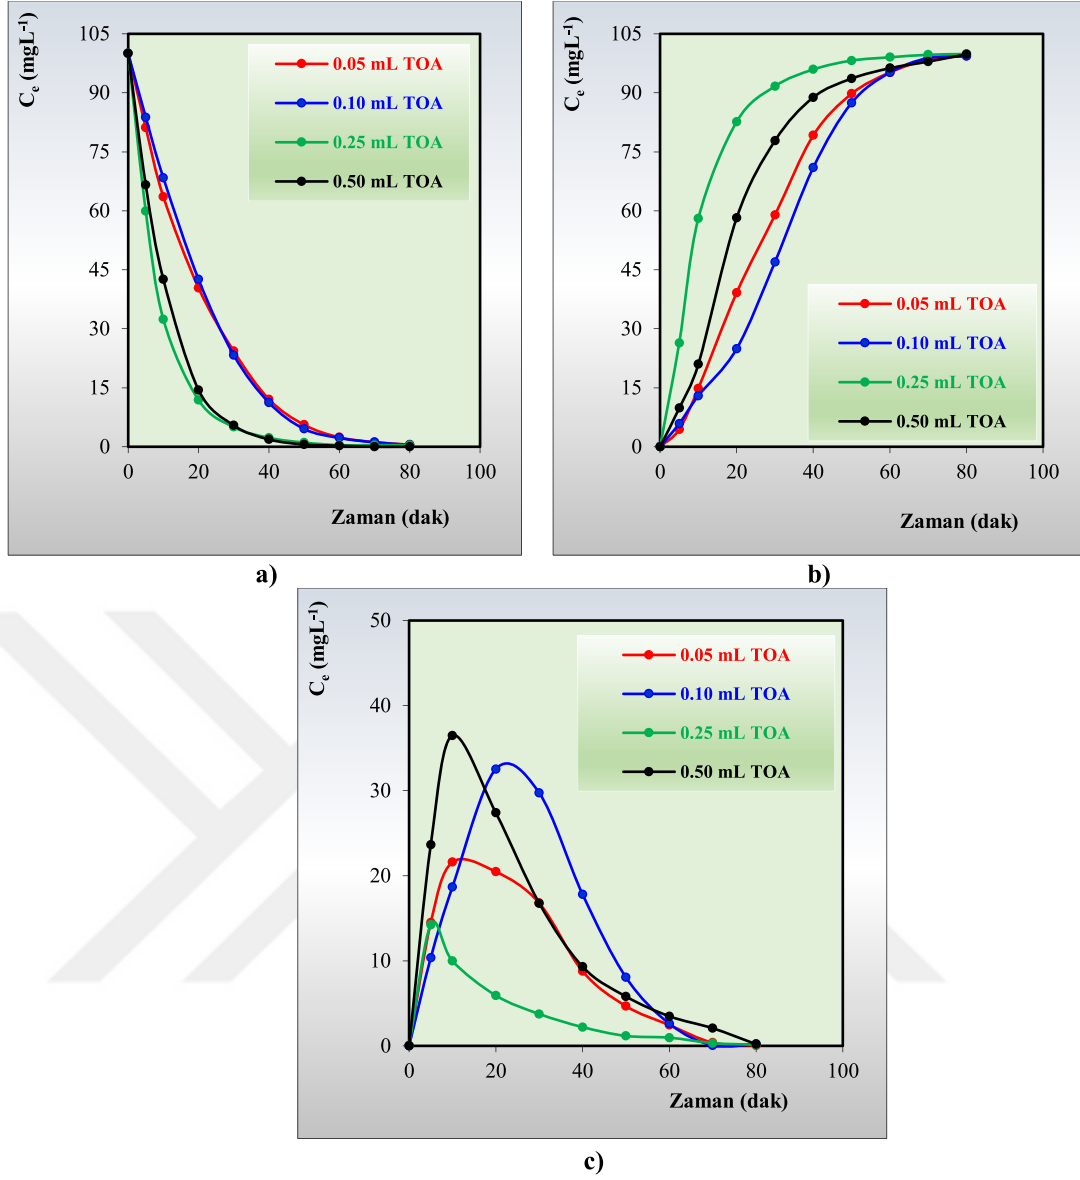 Cₑ (mgL⁻¹)
105
90
75
60
45
30
15
0
0 20 40 60 80 100
Zaman (dak)
0.05 mL TOA
0.10 mL TOA
0.25 mL TOA
0.50 mL TOA
a)
Cₑ (mgL⁻¹)
105
90
75
60
45
30
15
0
0 20 40 60 80 100
Zaman (dak)
0.05 mL TOA
0.10 mL TOA
0.25 mL TOA
0.50 mL TOA
b)
Cₑ (mgL⁻¹)
50
40
30
20
10
0
0 20 40 60 80 100
Zaman (dak)
0.05 mL TOA
0.10 mL TOA
0.25 mL TOA
0.50 mL TOA
c)